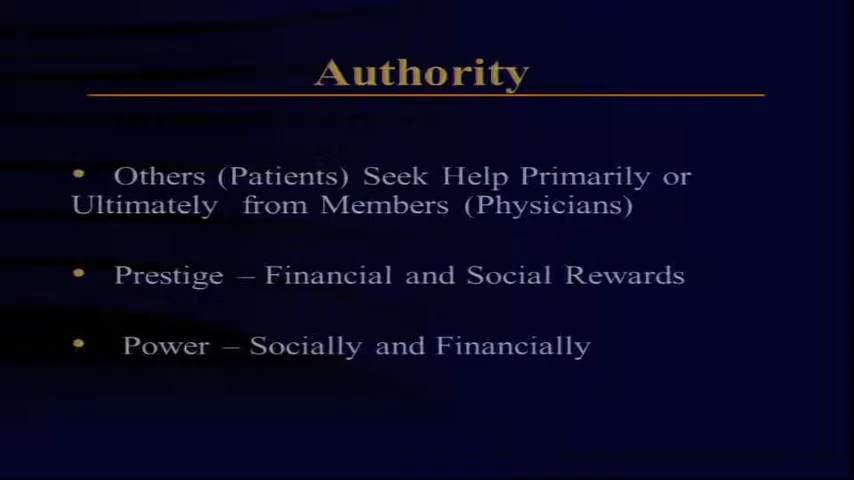 Authority
• Others (Patients) Seek Help Primarily or
Ultimately from Members (Physicians)
• Prestige – Financial and Social Rewards
• Power – Socially and Financially